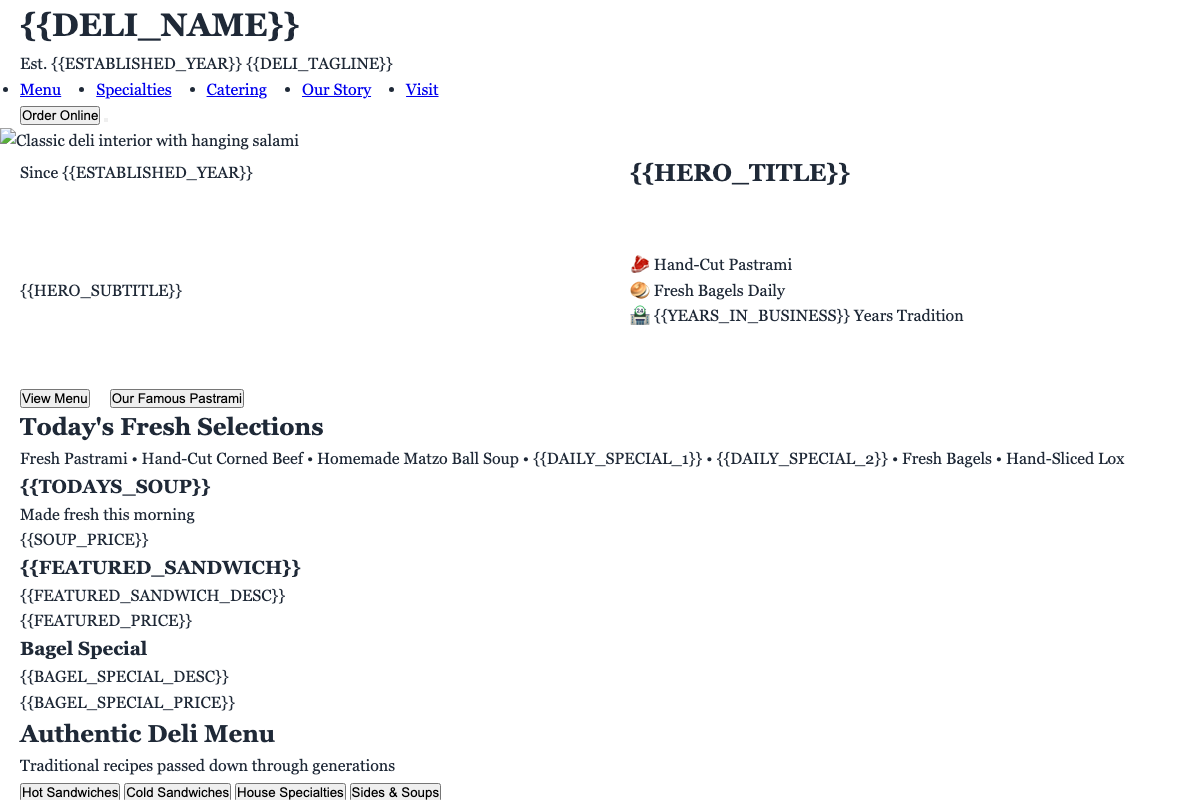 {{DELI_NAME}}
Est. {{ESTABLISHED_YEAR}} {{DELI_TAGLINE}}
• Menu • Specialties • Catering • Our Story • Visit
Order Online
Classic deli interior with hanging salami
Since {{ESTABLISHED_YEAR}}
{{HERO_TITLE}}
{{HERO_SUBTITLE}}
🥩 Hand-Cut Pastrami
🥯 Fresh Bagels Daily
🏪 {{YEARS_IN_BUSINESS}} Years Tradition
View Menu Our Famous Pastrami
Today's Fresh Selections
Fresh Pastrami • Hand-Cut Corned Beef • Homemade Matzo Ball Soup • {{DAILY_SPECIAL_1}} • {{DAILY_SPECIAL_2}} • Fresh Bagels • Hand-Sliced Lox
{{TODAYS_SOUP}}
Made fresh this morning
{{SOUP_PRICE}}
{{FEATURED_SANDWICH}}
{{FEATURED_SANDWICH_DESC}}
{{FEATURED_PRICE}}
Bagel Special
{{BAGEL_SPECIAL_DESC}}
{{BAGEL_SPECIAL_PRICE}}
Authentic Deli Menu
Traditional recipes passed down through generations
Hot Sandwiches Cold Sandwiches House Specialties Sides & Soups